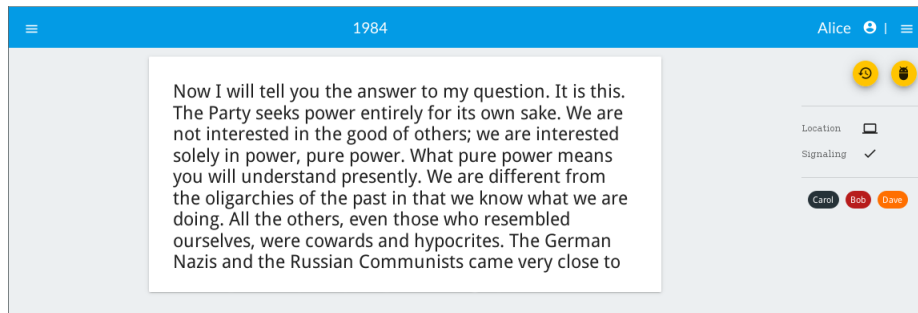 1984
Alice |
Now I will tell you the answer to my question. It is this.
The Party seeks power entirely for its own sake. We are
not interested in the good of others; we are interested
solely in power, pure power. What pure power means
you will understand presently. We are different from
the oligarchies of the past in that we know what we are
doing. All the others, even those who resembled
ourselves, were cowards and hypocrites. The German
Nazis and the Russian Communists came very close to
Location
Signaling
Carol Bob Dave